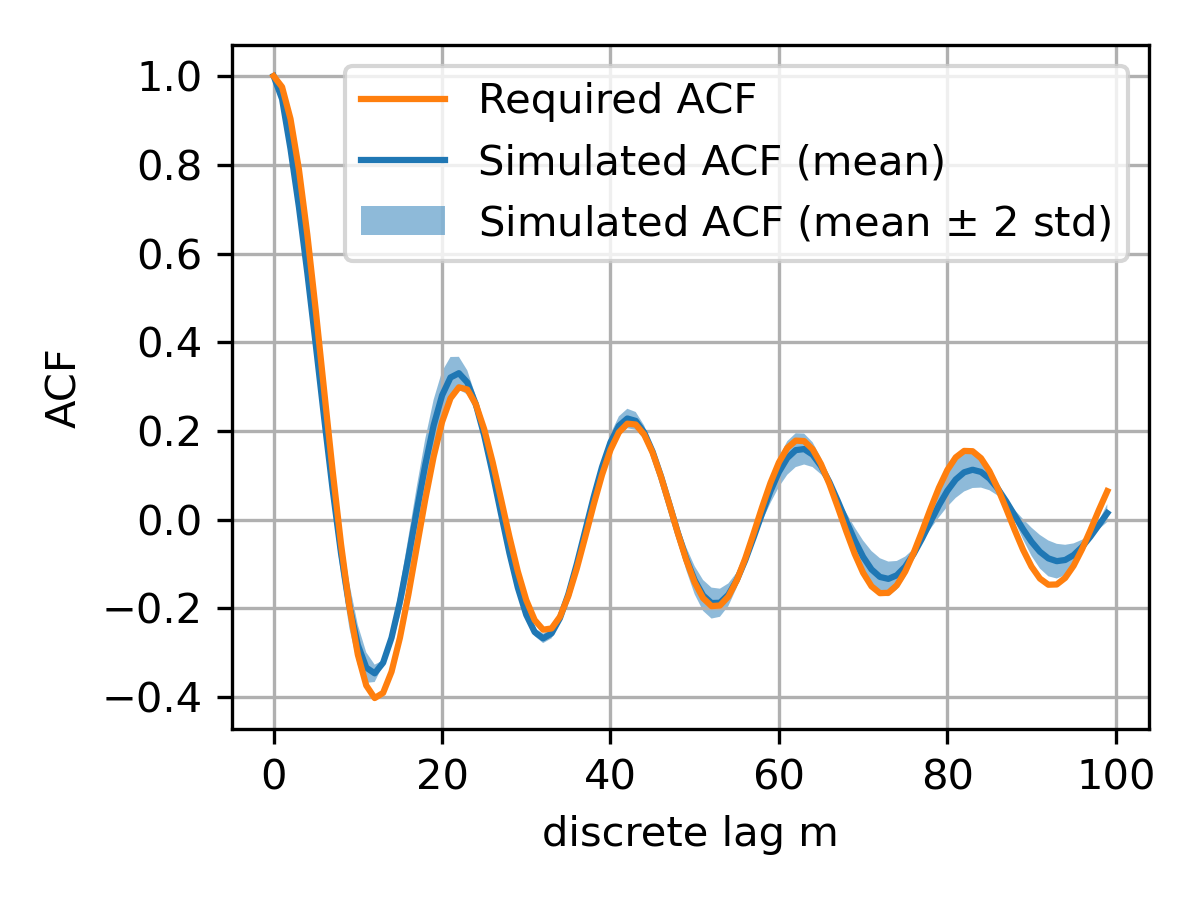 1.0
0.8
0.6
0.4
0.2
0.0
−0.2
−0.4
ACF
Required ACF
Simulated ACF (mean)
Simulated ACF (mean ± 2 std)
0 20 40 60 80 100
discrete lag m